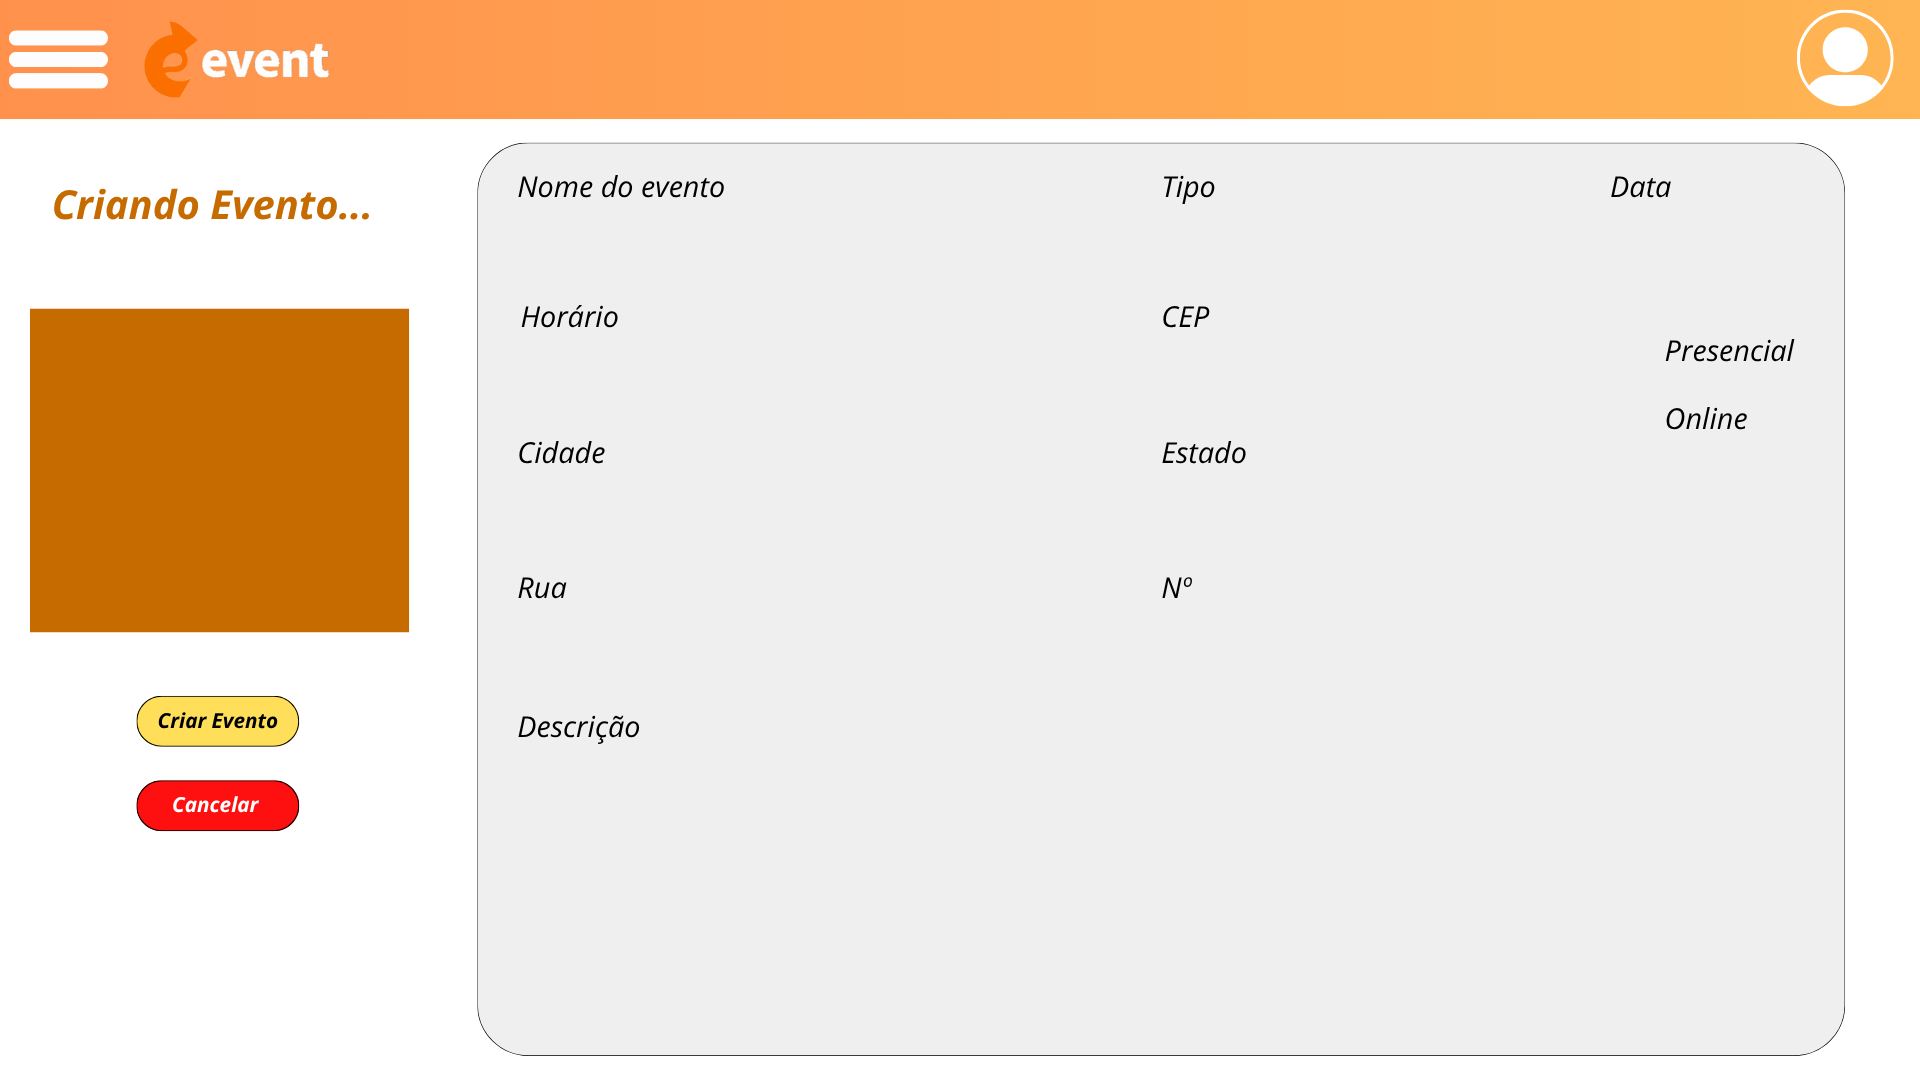 event
Criando Evento...
Criar Evento
Cancelar
Nome do evento
Tipo
Data
Horário
CEP
Presencial
Online
Cidade
Estado
Rua
Nº
Descrição